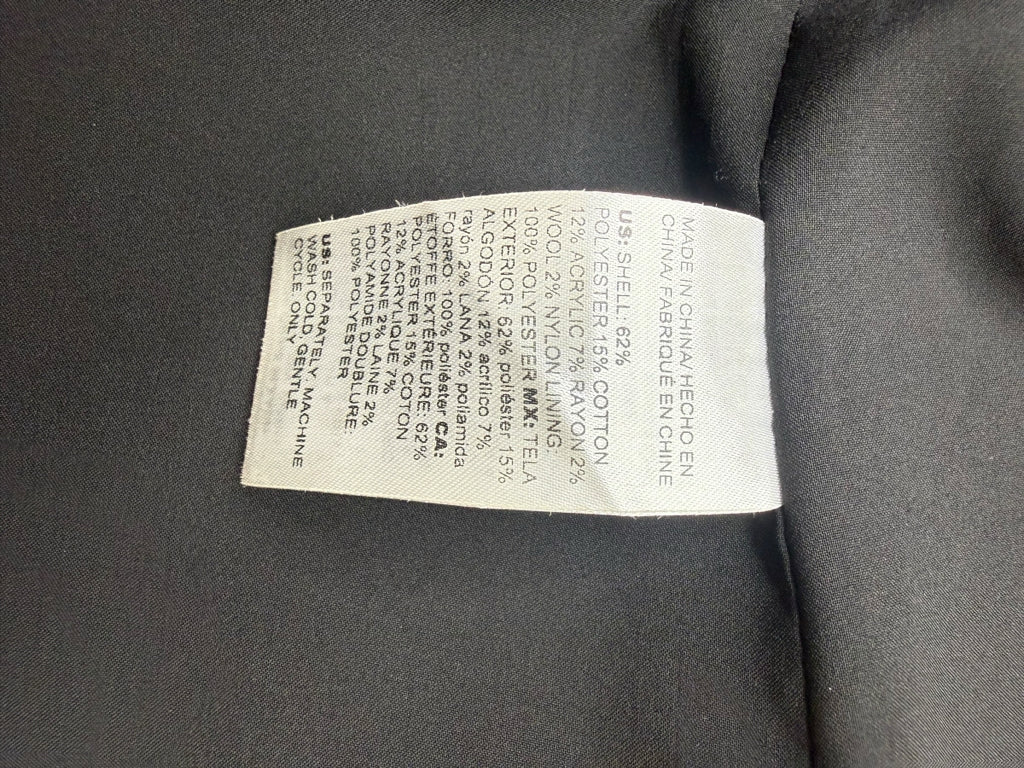 MADE IN CHINA/ HECHO EN
CHINA/ FABRIQUÉ EN CHINE
US: SHELL: 62%
POLYESTER 15% COTTON
12% ACRYLIC 7% RAYON 2%
WOOL 2% NYLON LINING:
100% POLYESTER MX: TELA
EXTERIOR 62% poliéster 15%
ALGODÓN 12% acrílico 7%
rayón 2% LANA 2% poliamida
FORRO: 100% poliéster CA:
ÉTOFFE EXTÉRIEURE: 62%
POLYESTER 15% COTON
12% ACRYLIQUE 7%
RAYONNE 2% LAINE 2%
POLYAMIDE DOUBLURE:
100% POLYESTER
US: SEPARATELY, MACHINE
WASH COLD, GENTLE
CYCLE. ONLY